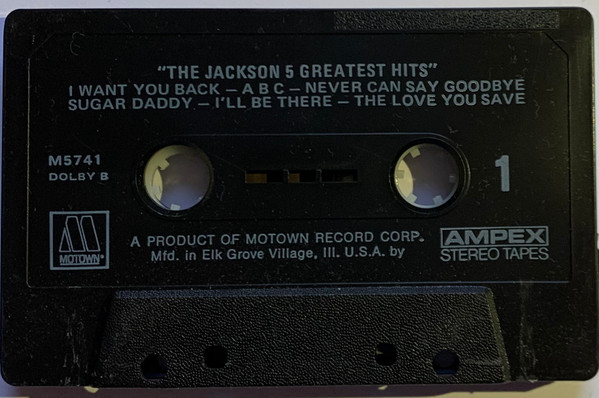 "THE JACKSON 5 GREATEST HITS"
I WANT YOU BACK – A B C – NEVER CAN SAY GOODBYE
SUGAR DADDY – I'LL BE THERE – THE LOVE YOU SAVE
M5741
DOLBY B
1
MOTOWN®
A PRODUCT OF MOTOWN RECORD CORP.
Mfd. in Elk Grove Village, Ill. U.S.A. by
AMPEX
STEREO TAPES